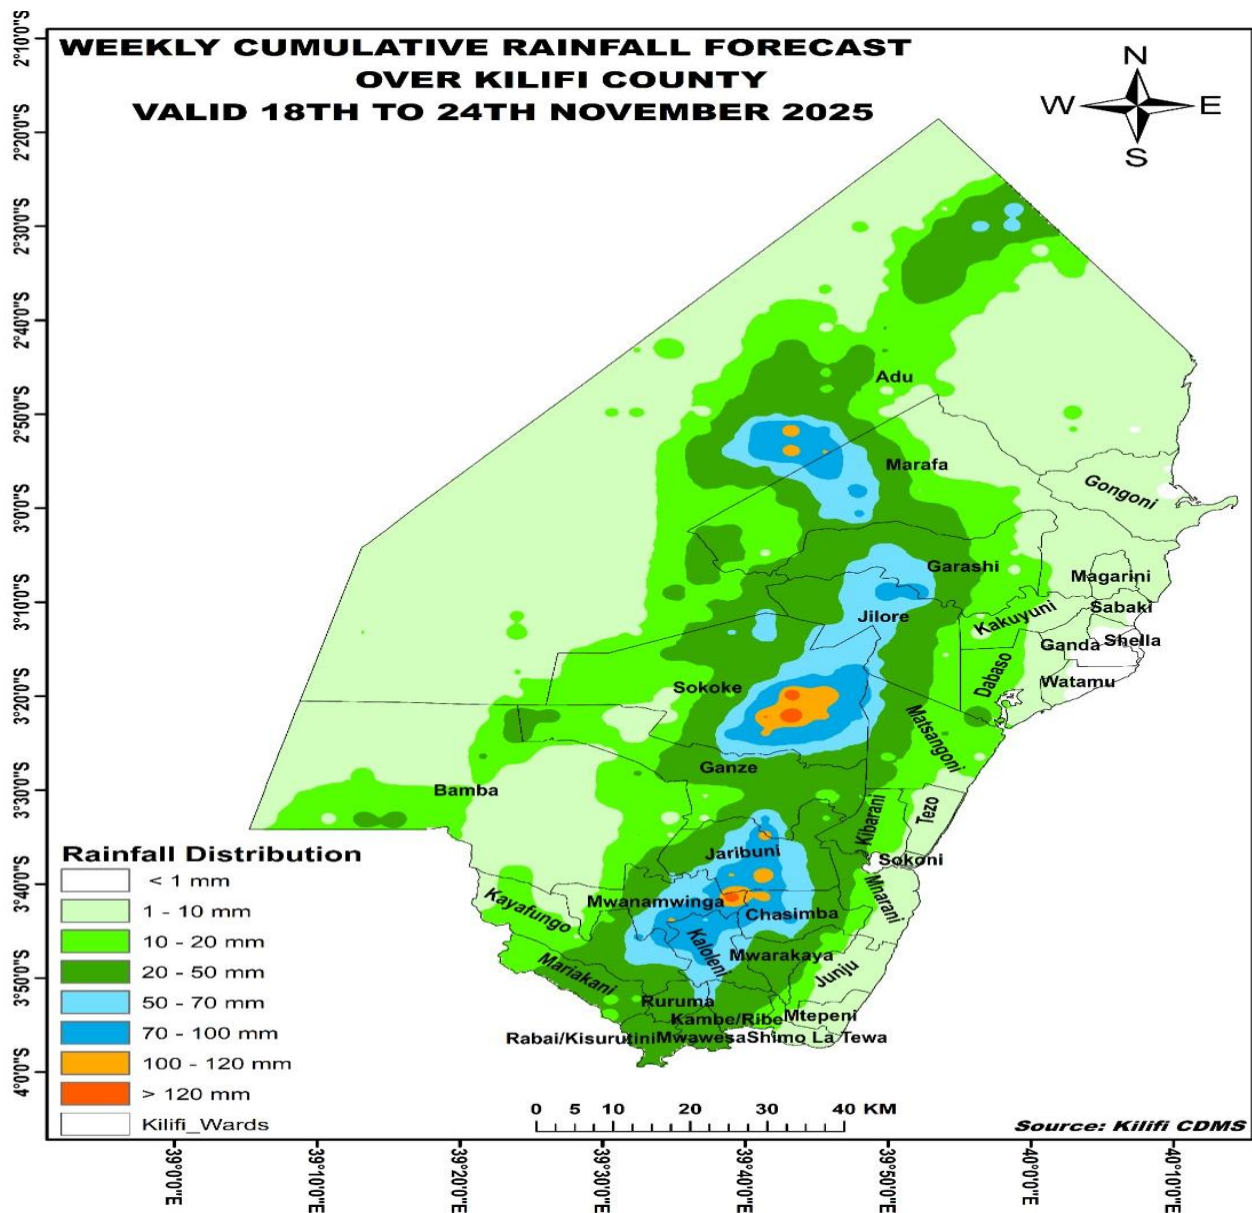 WEEKLY CUMULATIVE RAINFALL FORECAST
OVER KILIFI COUNTY
VALID 18TH TO 24TH NOVEMBER 2025
N
W E
S
2°10'0"S
2°20'0"S
2°30'0"S
2°40'0"S
2°50'0"S
3°0'0"S
3°10'0"S
3°20'0"S
3°30'0"S
3°40'0"S
3°50'0"S
4°0'0"S
Adu
Marafa
Gongoni
Garashi
Magarini
Jilore
Kakuyuni
Sabaki
Ganda
Shella
Dabaso
Watamu
Sokoke
Matsangoni
Ganze
Bamba
Kibarani
Tezo
Jaribuni
Sokoni
Kayafungo
Mwanamwinga
Chasimba
Mnarani
Kaloleni
Mwarakaya
Mariakani
Junju
Ruruma
Kambe/Ribe
Mtepeni
Rabai/Kisurutini
Mwawesa
Shimo La Tewa
Rainfall Distribution
< 1 mm
1 - 10 mm
10 - 20 mm
20 - 50 mm
50 - 70 mm
70 - 100 mm
100 - 120 mm
> 120 mm
Kilifi_Wards
0 5 10 20 30 40 KM
Source: Kilifi CDMS
39°0'0"E
39°10'0"E
39°20'0"E
39°30'0"E
39°40'0"E
39°50'0"E
40°0'0"E
40°10'0"E